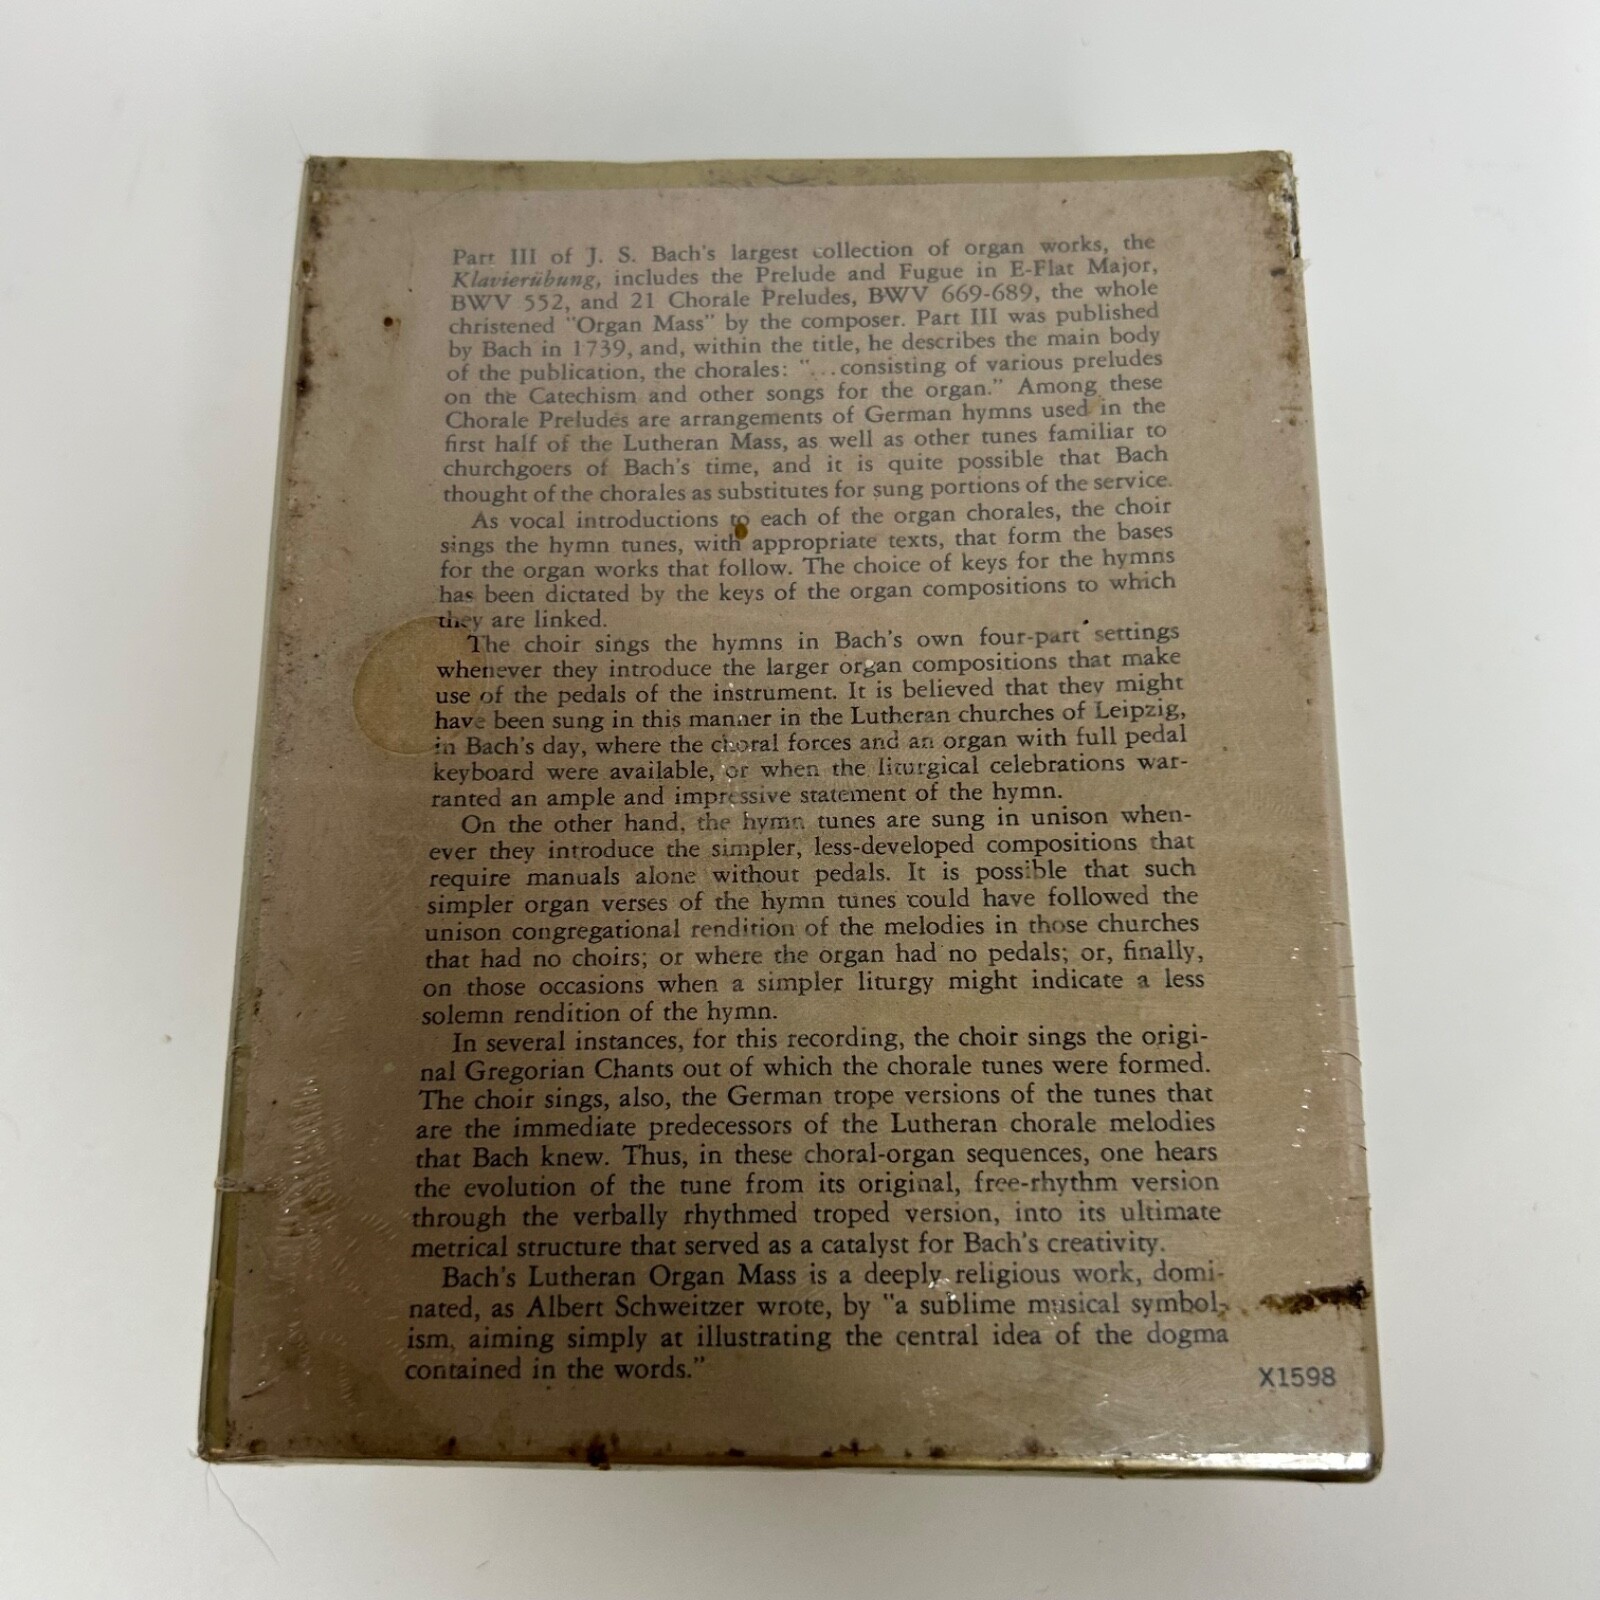 Part III of J. S. Bach's largest collection of organ works, the
Klavierübung, includes the Prelude and Fugue in E-Flat Major,
BWV 552, and 21 Chorale Preludes, BWV 669-689, the whole
christened "Organ Mass" by the composer. Part III was published
by Bach in 1739, and, within the title, he describes the main body
of the publication, the chorales: "...consisting of various preludes
on the Catechism and other songs for the organ." Among these
Chorale Preludes are arrangements of German hymns used in the
first half of the Lutheran Mass, as well as other tunes familiar to
churchgoers of Bach's time, and it is quite possible that Bach
thought of the chorales as substitutes for sung portions of the service.
As vocal introductions to each of the organ chorales, the choir
sings the hymn tunes, with appropriate texts, that form the bases
for the organ works that follow. The choice of keys for the hymns
has been dictated by the keys of the organ compositions to which
they are linked.
The choir sings the hymns in Bach's own four-part settings
whenever they introduce the larger organ compositions that make
use of the pedals of the instrument. It is believed that they might
have been sung in this manner in the Lutheran churches of Leipzig,
in Bach's day, where the choral forces and an organ with full pedal
keyboard were available, or when the liturgical celebrations war-
ranted an ample and impressive statement of the hymn.
On the other hand, the hymn tunes are sung in unison when-
ever they introduce the simpler, less-developed compositions that
require manuals alone without pedals. It is possible that such
simpler organ verses of the hymn tunes could have followed the
unison congregational rendition of the melodies in those churches
that had no choirs; or where the organ had no pedals; or, finally,
on those occasions when a simpler liturgy might indicate a less
solemn rendition of the hymn.
In several instances, for this recording, the choir sings the origi-
nal Gregorian Chants out of which the chorale tunes were formed.
The choir sings, also, the German trope versions of the tunes that
are the immediate predecessors of the Lutheran chorale melodies
that Bach knew. Thus, in these choral-organ sequences, one hears
the evolution of the tune from its original, free-rhythm version
through the verbally rhythmed troped version, into its ultimate
metrical structure that served as a catalyst for Bach's creativity.
Bach's Lutheran Organ Mass is a deeply religious work, domi-
nated, as Albert Schweitzer wrote, by "a sublime musical symbol-
ism, aiming simply at illustrating the central idea of the dogma
contained in the words."
X1598